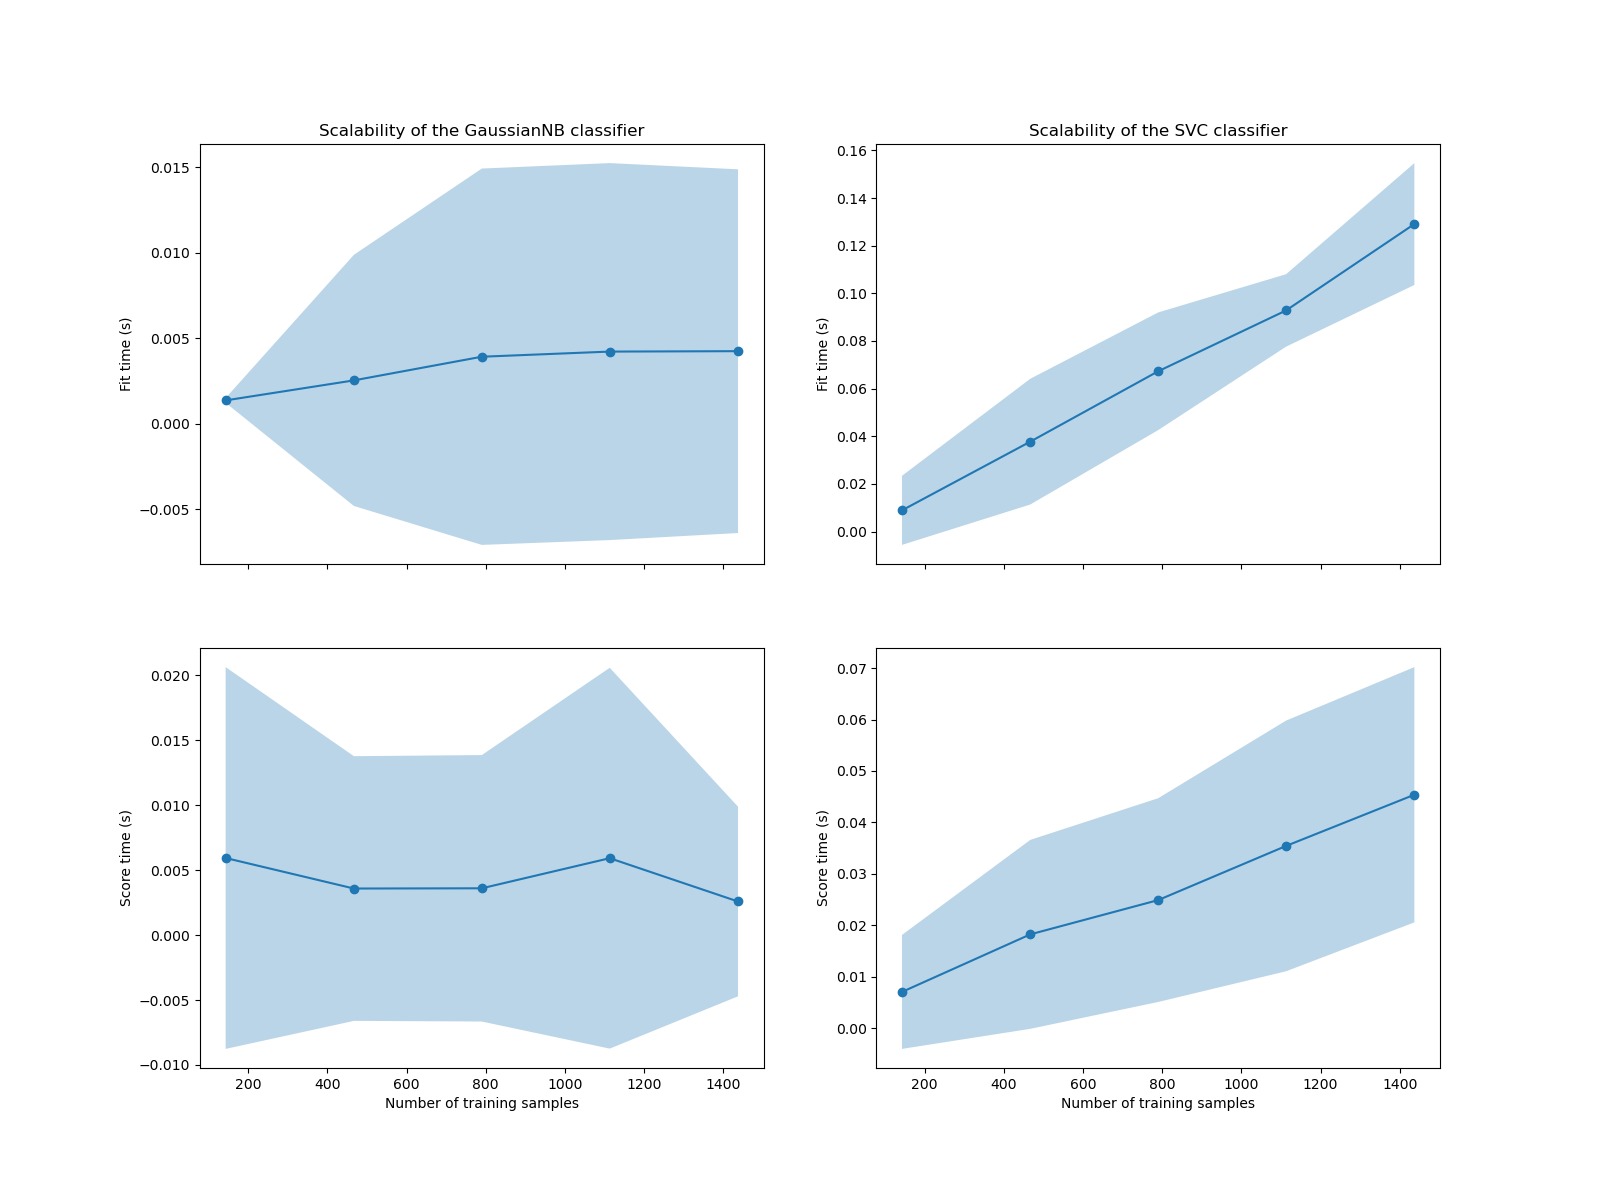 Scalability of the GaussianNB classifier
0.015
0.010
0.005
0.000
−0.005
Fit time (s)
Scalability of the SVC classifier
0.16
0.14
0.12
0.10
0.08
0.06
0.04
0.02
0.00
Fit time (s)
0.020
0.015
0.010
0.005
0.000
−0.005
−0.010
Score time (s)
200 400 600 800 1000 1200 1400
Number of training samples
0.07
0.06
0.05
0.04
0.03
0.02
0.01
0.00
Score time (s)
200 400 600 800 1000 1200 1400
Number of training samples